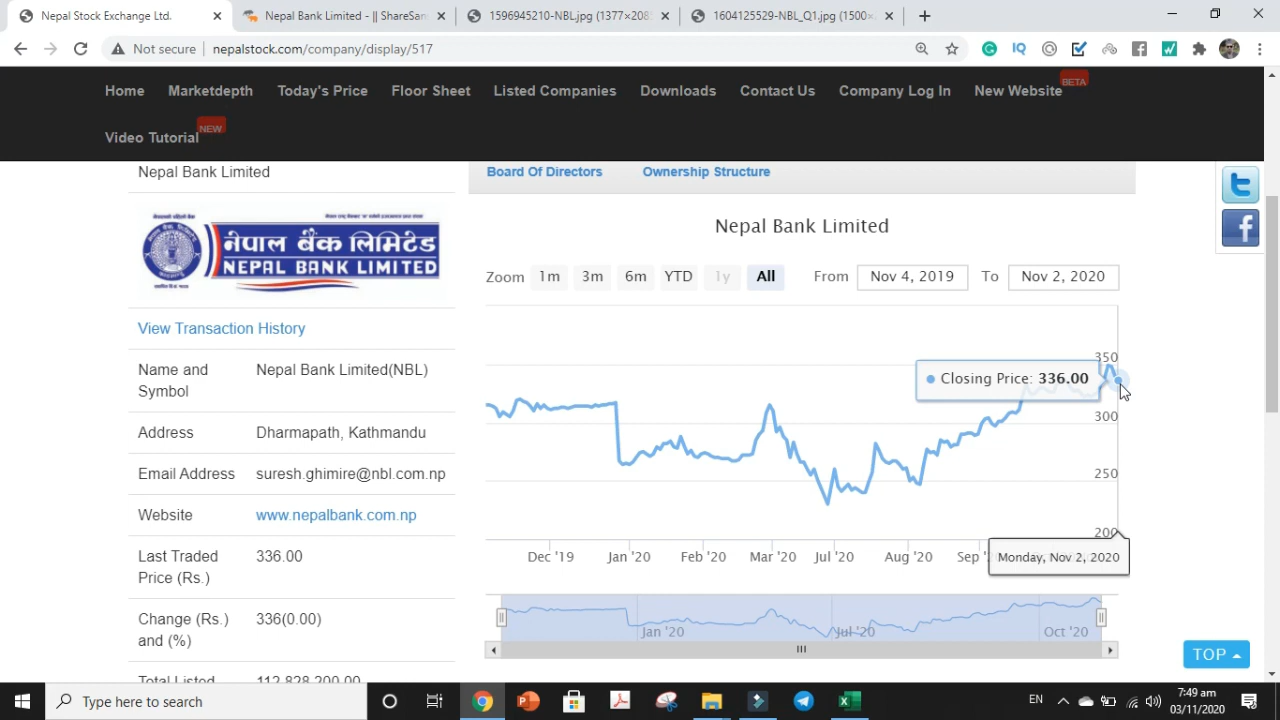 Nepal Stock Exchange Ltd.
Nepal Bank Limited - || ShareSan
1596945210-NBL.jpg (1377×2085
1604125529-NBL_Q1.jpg (1500×
Not secure
nepalstock.com/company/display/517
Home
Marketdepth
Today's Price
Floor Sheet
Listed Companies
Downloads
Contact Us
Company Log In
New Website
BETA
Video Tutorial
NEW
Nepal Bank Limited
नेपाल बैंक लिमिटेड
NEPAL BANK LIMITED
View Transaction History
Name and Symbol
Nepal Bank Limited(NBL)
Address
Dharmapath, Kathmandu
Email Address
suresh.ghimire@nbl.com.np
Website
www.nepalbank.com.np
Last Traded
Price (Rs.)
336.00
Change (Rs.)
and (%)
336(0.00)
Total Listed
112,828,200.00
Board Of Directors
Ownership Structure
Nepal Bank Limited
Zoom 1m 3m 6m YTD 1y All
From Nov 4, 2019 To Nov 2, 2020
350
Closing Price: 336.00
300
250
200
Dec '19 Jan '20 Feb '20 Mar '20 Jul '20 Aug '20 Sep
Monday, Nov 2, 2020
Jan '20 Jul '20 Oct '20
TOP
Type here to search
EN
7:49 am
03/11/2020